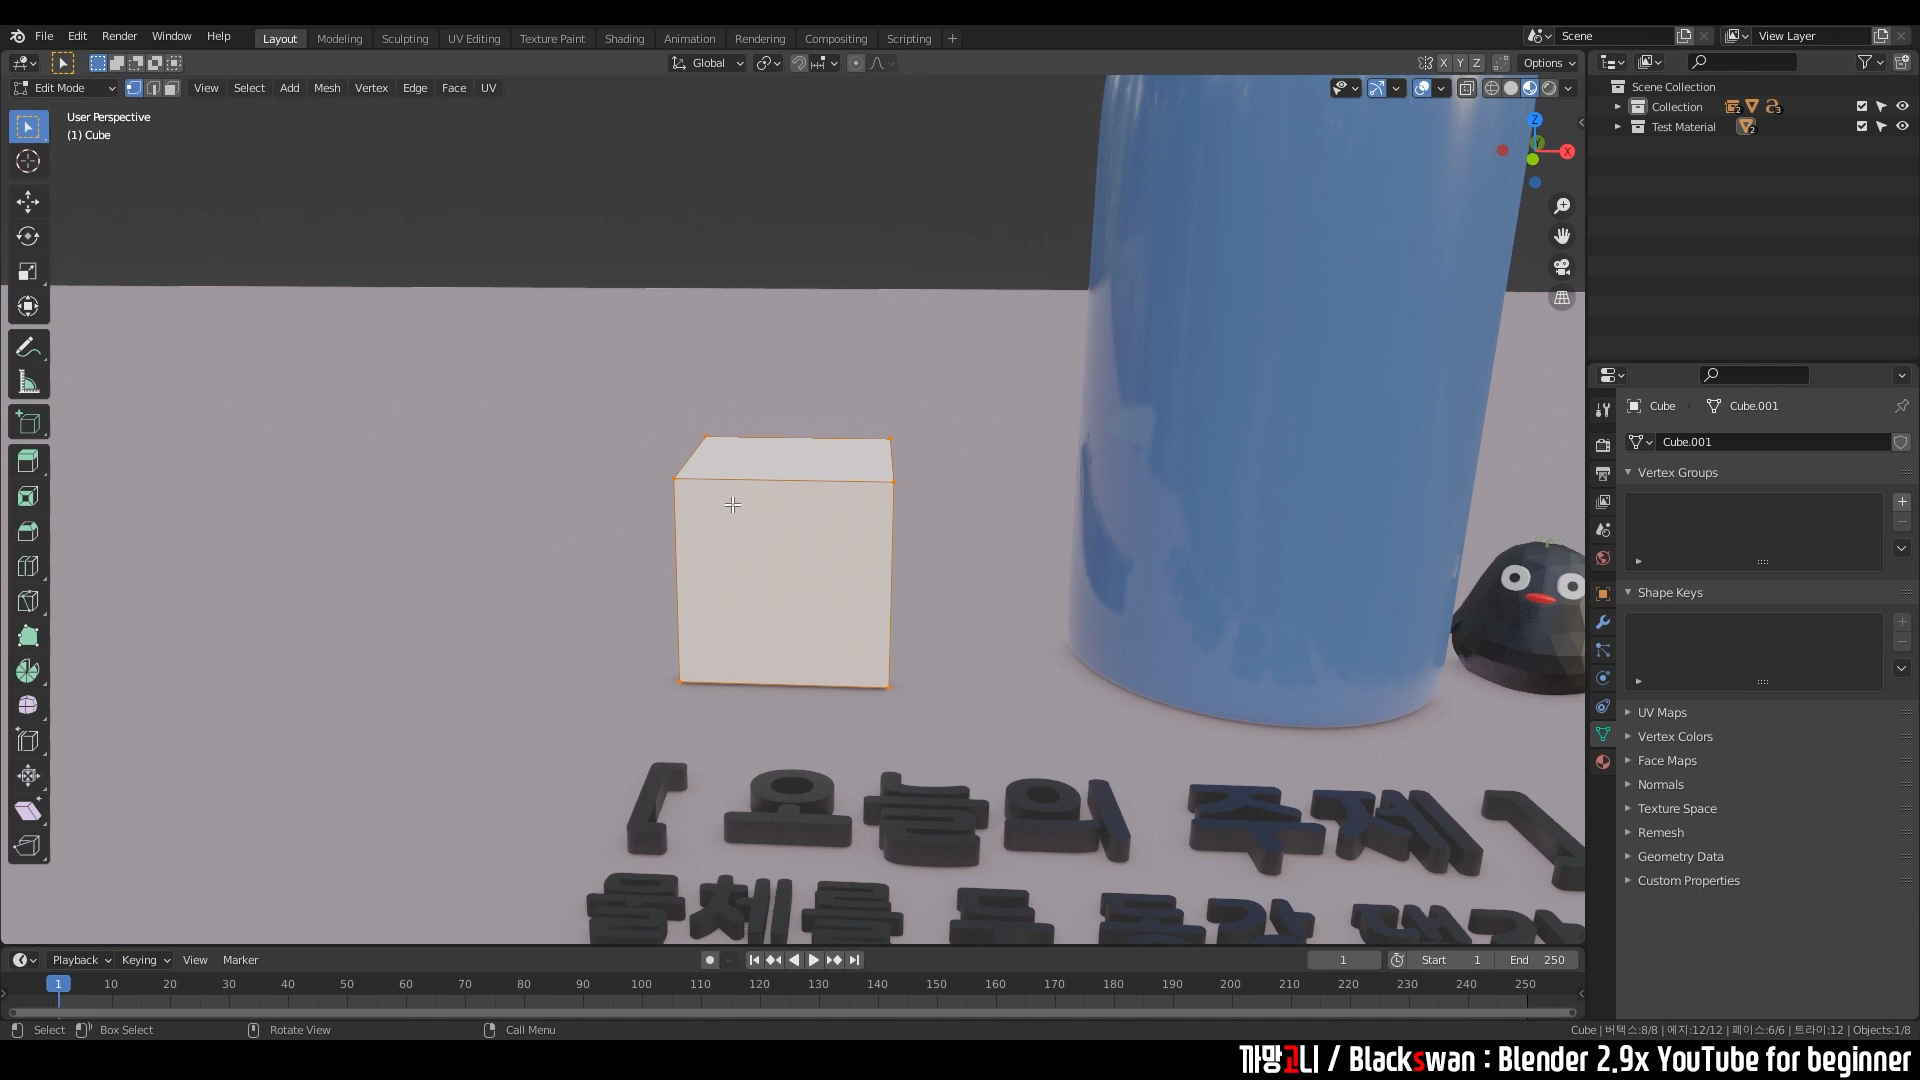 File Edit Render Window Help Layout Modeling Sculpting UV Editing Texture Paint Shading Animation Rendering Compositing Scripting + Scene View Layer
Global X Y Z Options
Edit Mode View Select Add Mesh Vertex Edge Face UV
User Perspective
(1) Cube
Z
Y
X
Scene Collection
Collection 2 3
Test Material 2
Cube Cube.001
Cube.001
Vertex Groups
Shape Keys
UV Maps
Vertex Colors
Face Maps
Normals
Texture Space
Remesh
Geometry Data
Custom Properties
[오늘의 주제]
물체를
Playback Keying View Marker 1 Start 1 End 250
1 10 20 30 40 50 60 70 80 90 100 110 120 130 140 150 160 170 180 190 200 210 220 230 240 250
Select Box Select Rotate View Call Menu Cube | 버텍스:8/8 | 에지:12/12 | 페이스:6/6 | 트라이:12 | Objects:1/8
까망고니 / Blackswan : Blender 2.9x YouTube for beginner